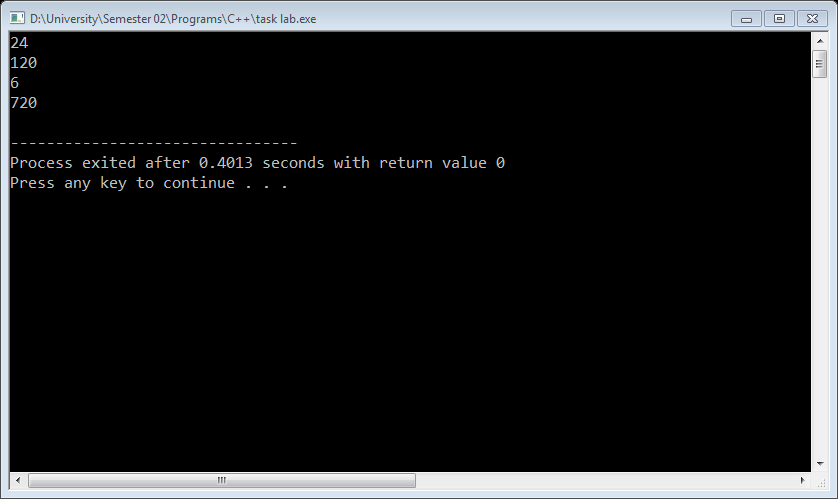 D:\University\Semester 02\Programs\C++\task lab.exe
24
120
6
720
--------------------------------
Process exited after 0.4013 seconds with return value 0
Press any key to continue . . .